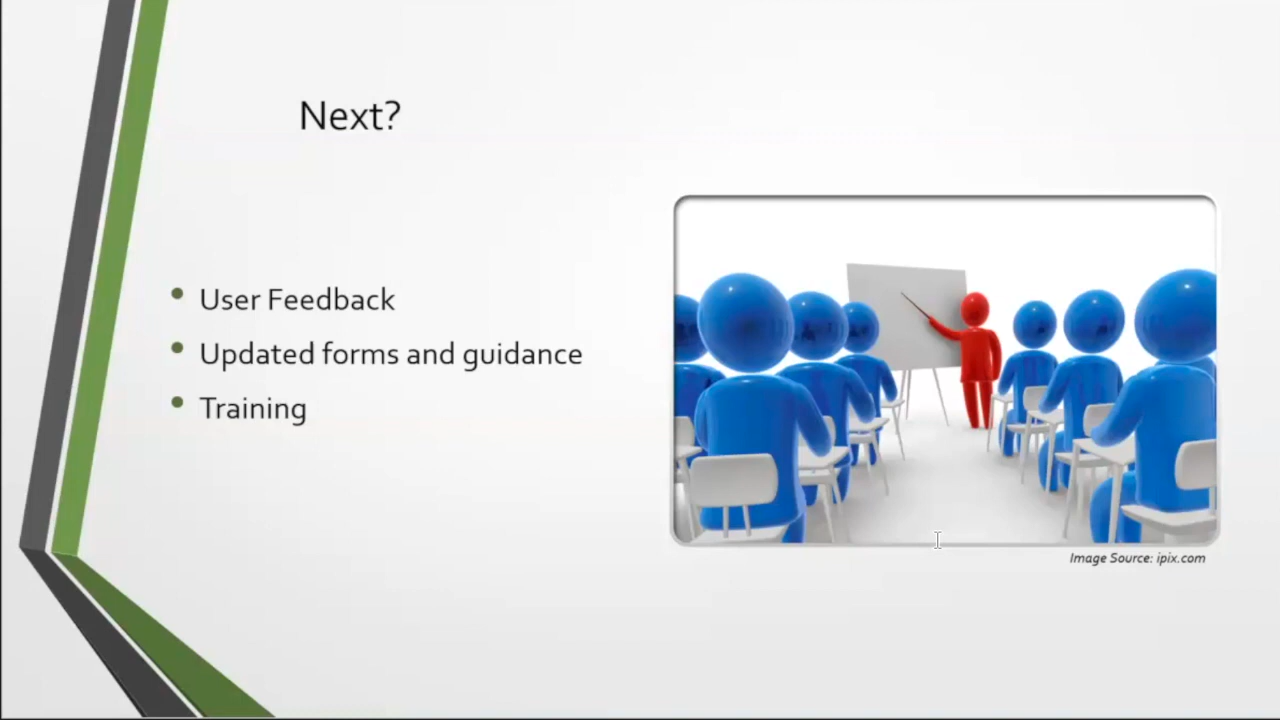 Next?
User Feedback
Updated forms and guidance
Training
Image Source: ipix.com